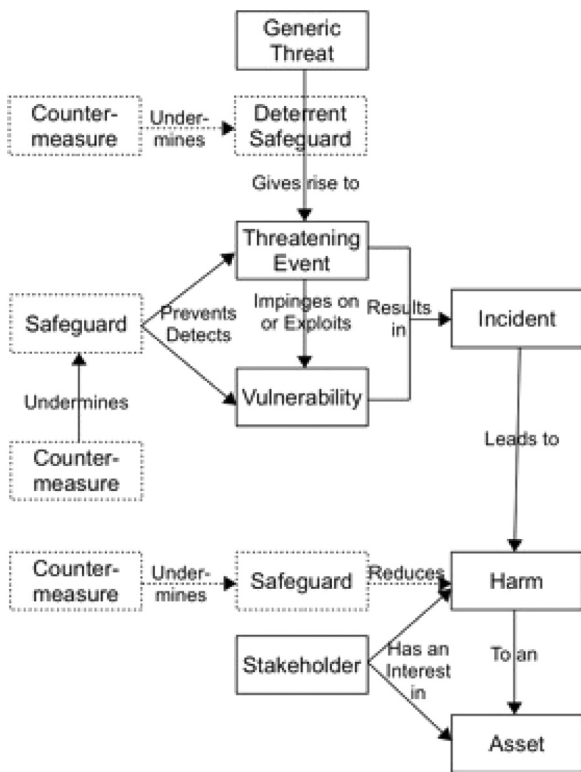 Generic
Threat
Counter-
measure
Under-
mines
Deterrent
Safeguard
Gives rise to
Threatening
Event
Safeguard
Prevents
Detects
Impinges on
or Exploits
Results
in
Incident
Vulnerability
Undermines
Counter-
measure
Leads to
Counter-
measure
Under-
mines
Safeguard
Reduces
Harm
Stakeholder
Has an
Interest
in
To an
Asset